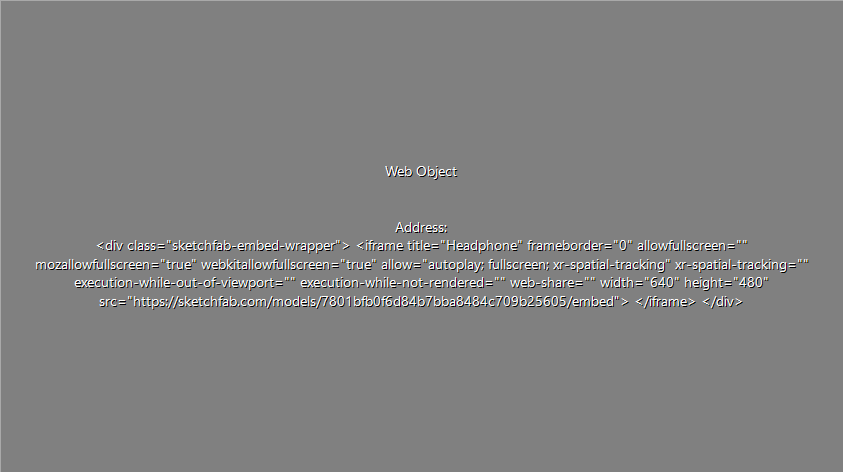 Web Object
Address:
<div class="sketchfab-embed-wrapper"> <iframe title="Headphone" frameborder="0" allowfullscreen=""
mozallowfullscreen="true" webkitallowfullscreen="true" allow="autoplay; fullscreen; xr-spatial-tracking" xr-spatial-tracking=""
execution-while-out-of-viewport="" execution-while-not-rendered="" web-share="" width="640" height="480"
src="https://sketchfab.com/models/7801bfb0f6d84b7bba8484c709b25605/embed"> </iframe> </div>